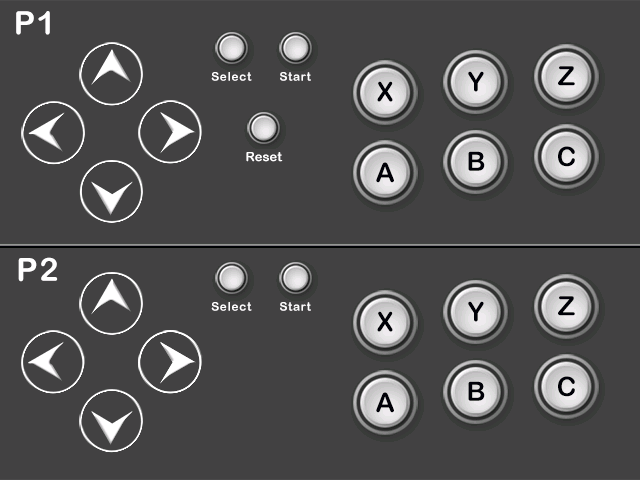 P1
Select Start
X Y Z
Reset
A B C
P2
Select Start
X Y Z
A B C